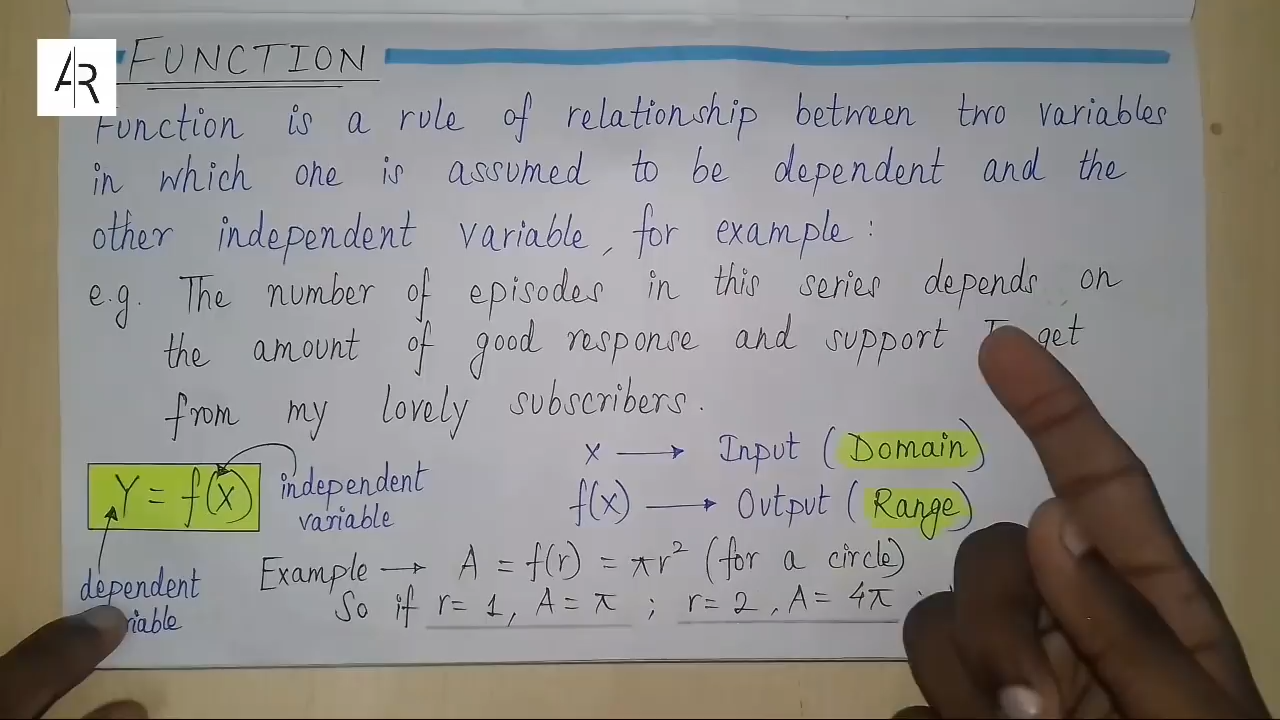 AR
FUNCTION
Function is a rule of relationship between two variables
in which one is assumed to be dependent and the
other independent variable, for example:
e.g. The number of episodes in this series depends on
the amount of good response and support I get
from my lovely subscribers.
x → Input (Domain)
Y = f(x) independent
variable
f(x) → Output (Range)
dependent
Example → A = f(r) = πr² (for a circle)
So if r = 1, A = π ; r = 2, A = 4π ;